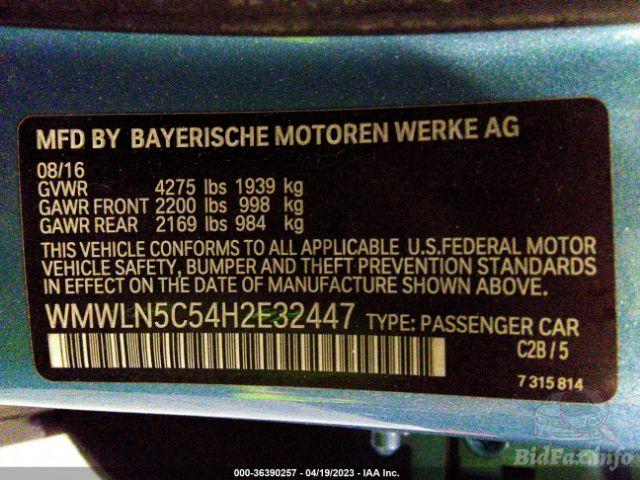 MFD BY BAYERISCHE MOTOREN WERKE AG
08/16
GVWR 4275 lbs 1939 kg
GAWR FRONT 2200 lbs 998 kg
GAWR REAR 2169 lbs 984 kg
THIS VEHICLE CONFORMS TO ALL APPLICABLE U.S.FEDERAL MOTOR
VEHICLE SAFETY, BUMPER AND THEFT PREVENTION STANDARDS
IN EFFECT ON THE DATE OF MANUFACTURE SHOWN ABOVE.
WMWLN5C54H2E32447 TYPE: PASSENGER CAR
C2B / 5
7 315 814
BidFax.info
000-36390257 - 04/19/2023 - IAA Inc.